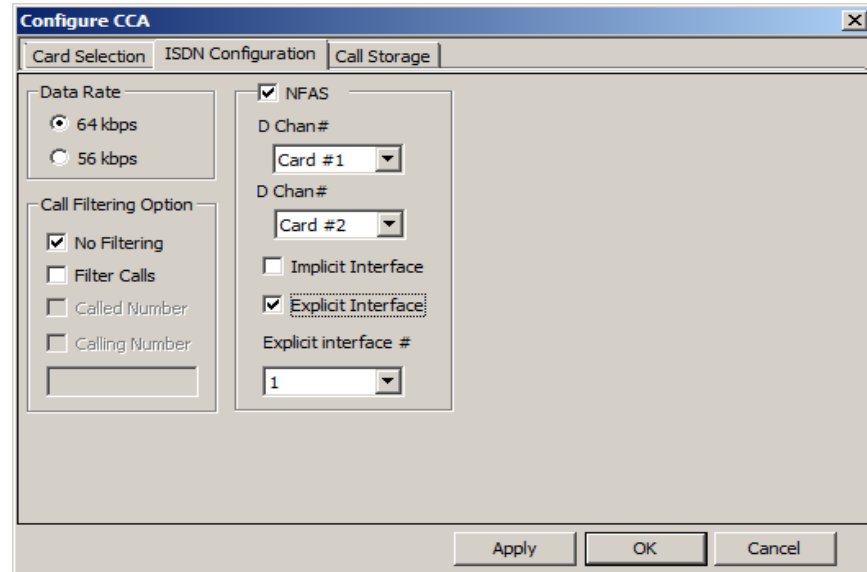 Configure CCA
Card Selection ISDN Configuration Call Storage
Data Rate
64 kbps
56 kbps
Call Filtering Option
No Filtering
Filter Calls
Called Number
Calling Number
NFAS
D Chan#
Card #1
D Chan#
Card #2
Implicit Interface
Explicit Interface
Explicit interface #
1
Apply OK Cancel